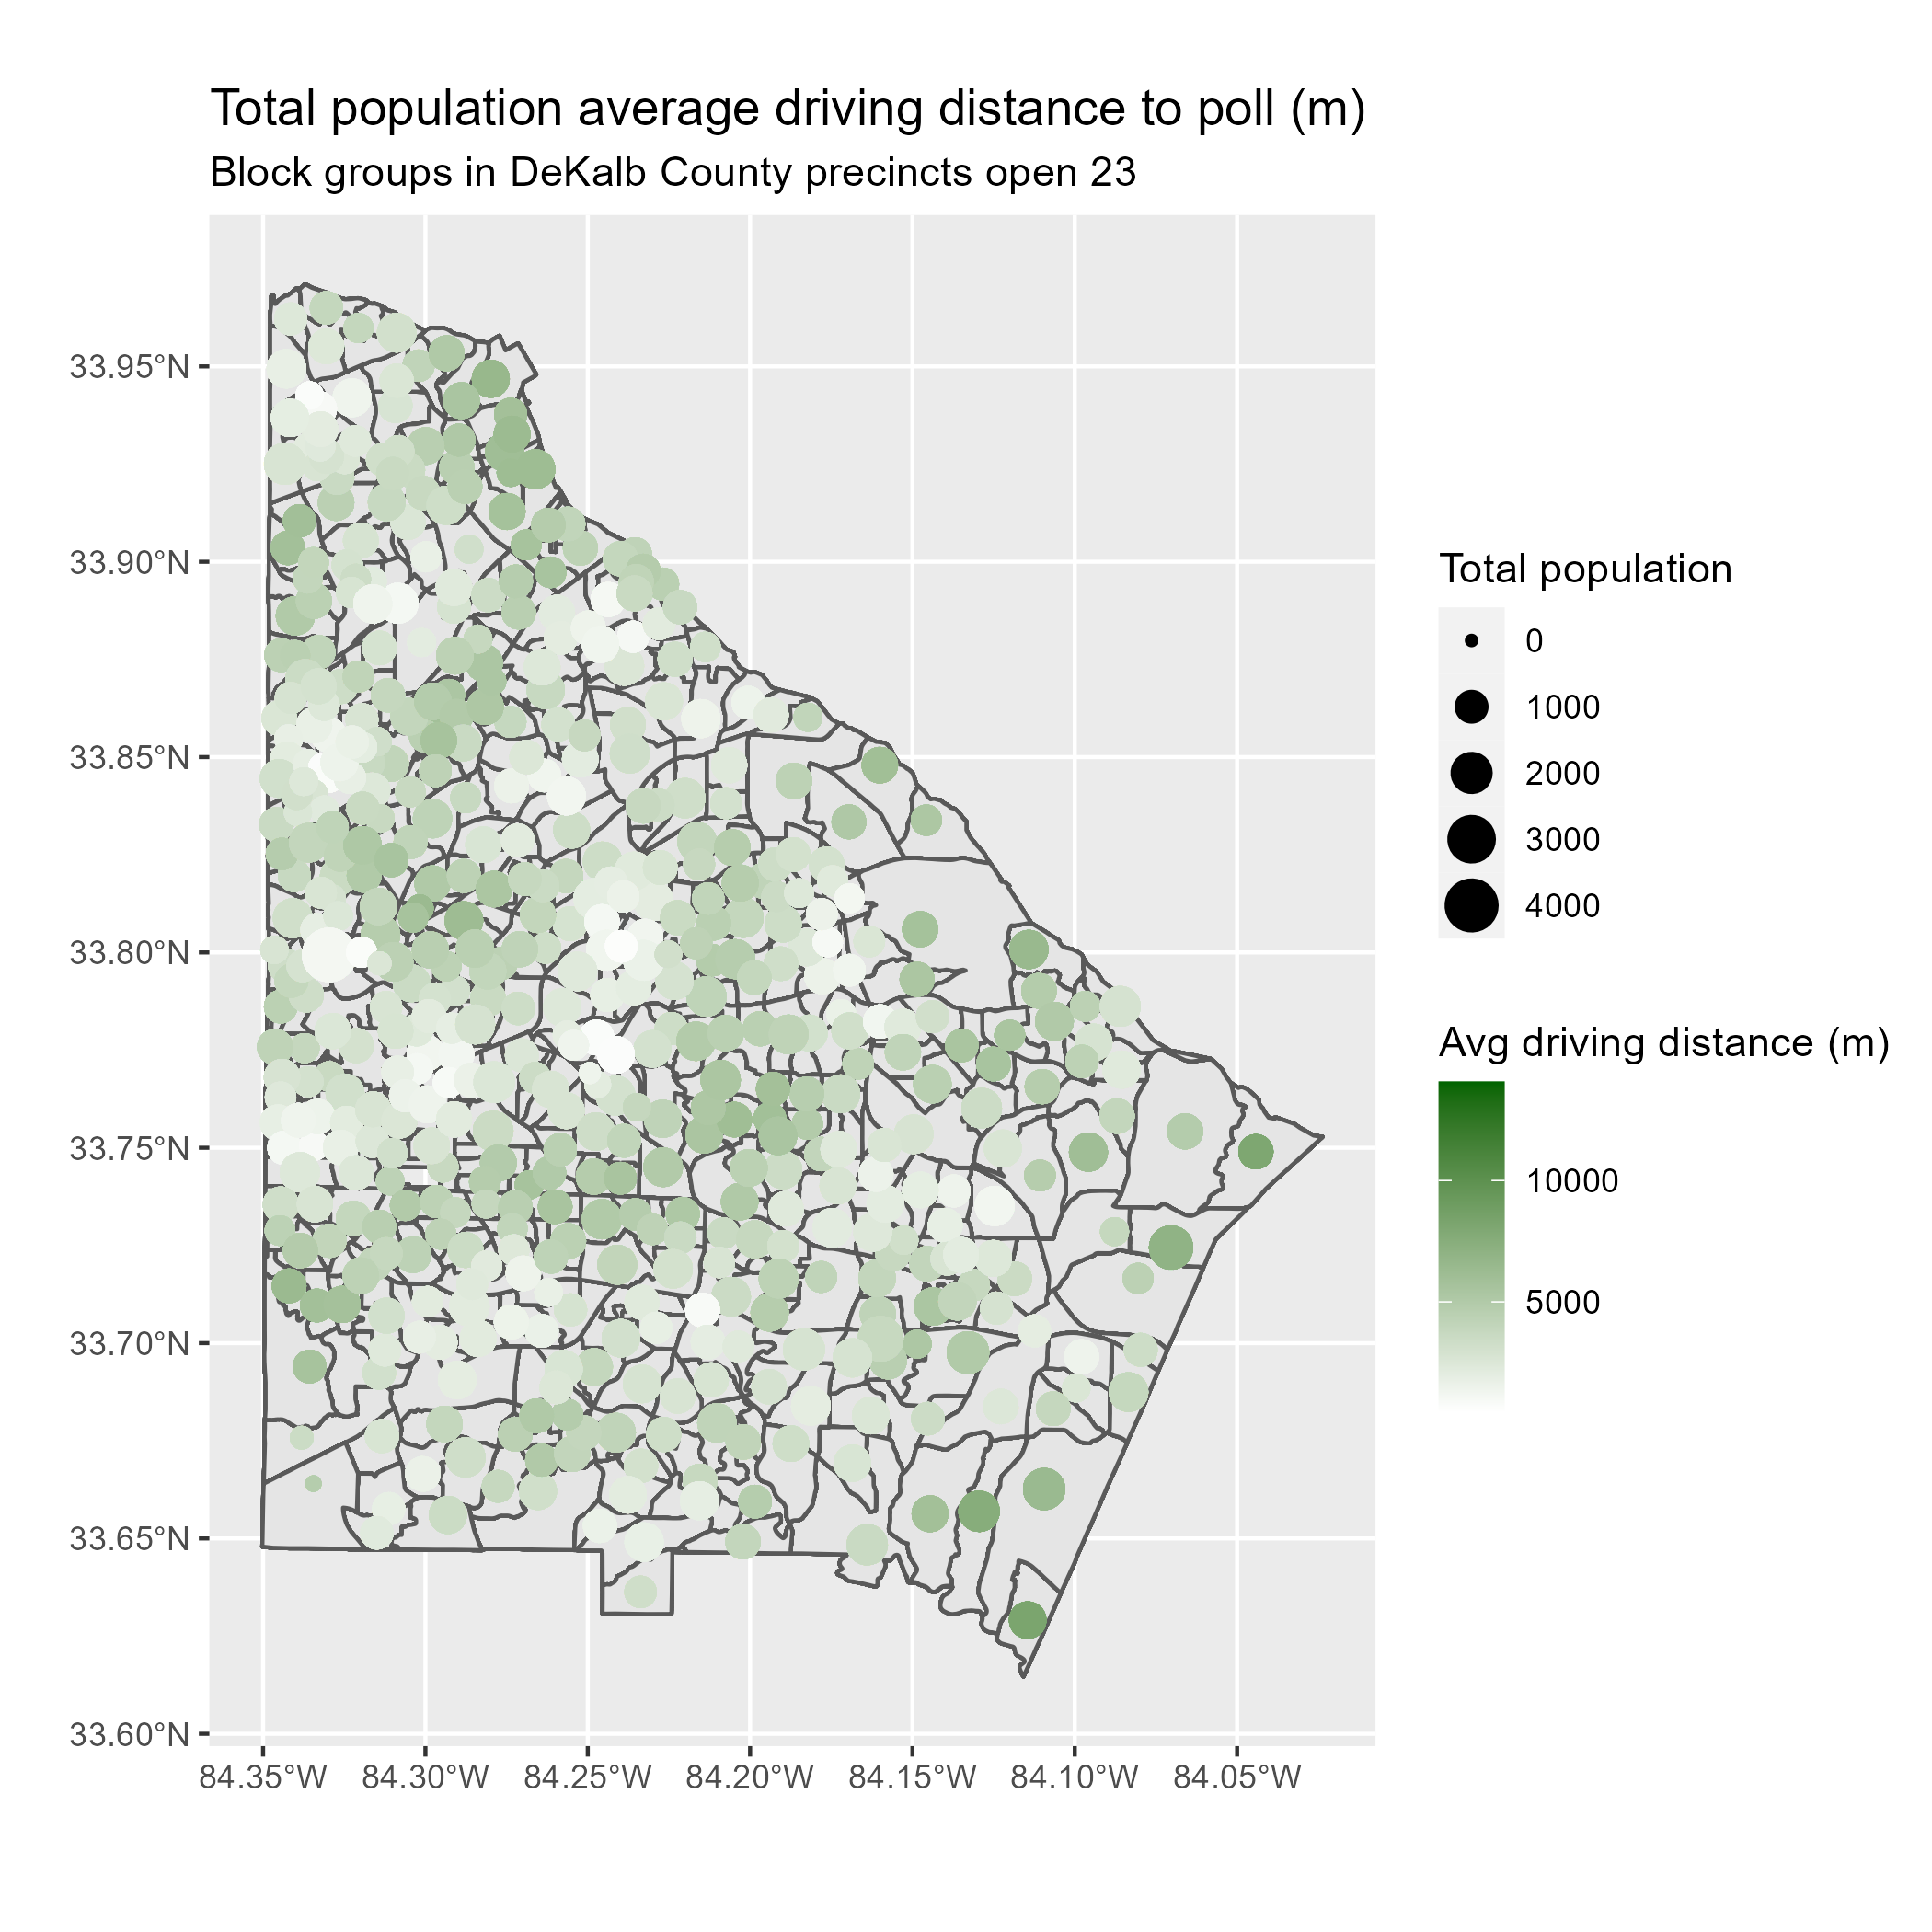 Total population average driving distance to poll (m)
Block groups in DeKalb County precincts open 23
33.95°N
33.90°N
33.85°N
33.80°N
33.75°N
33.70°N
33.65°N
33.60°N
84.35°W
84.30°W
84.25°W
84.20°W
84.15°W
84.10°W
84.05°W
Total population
0
1000
2000
3000
4000
Avg driving distance (m)
10000
5000